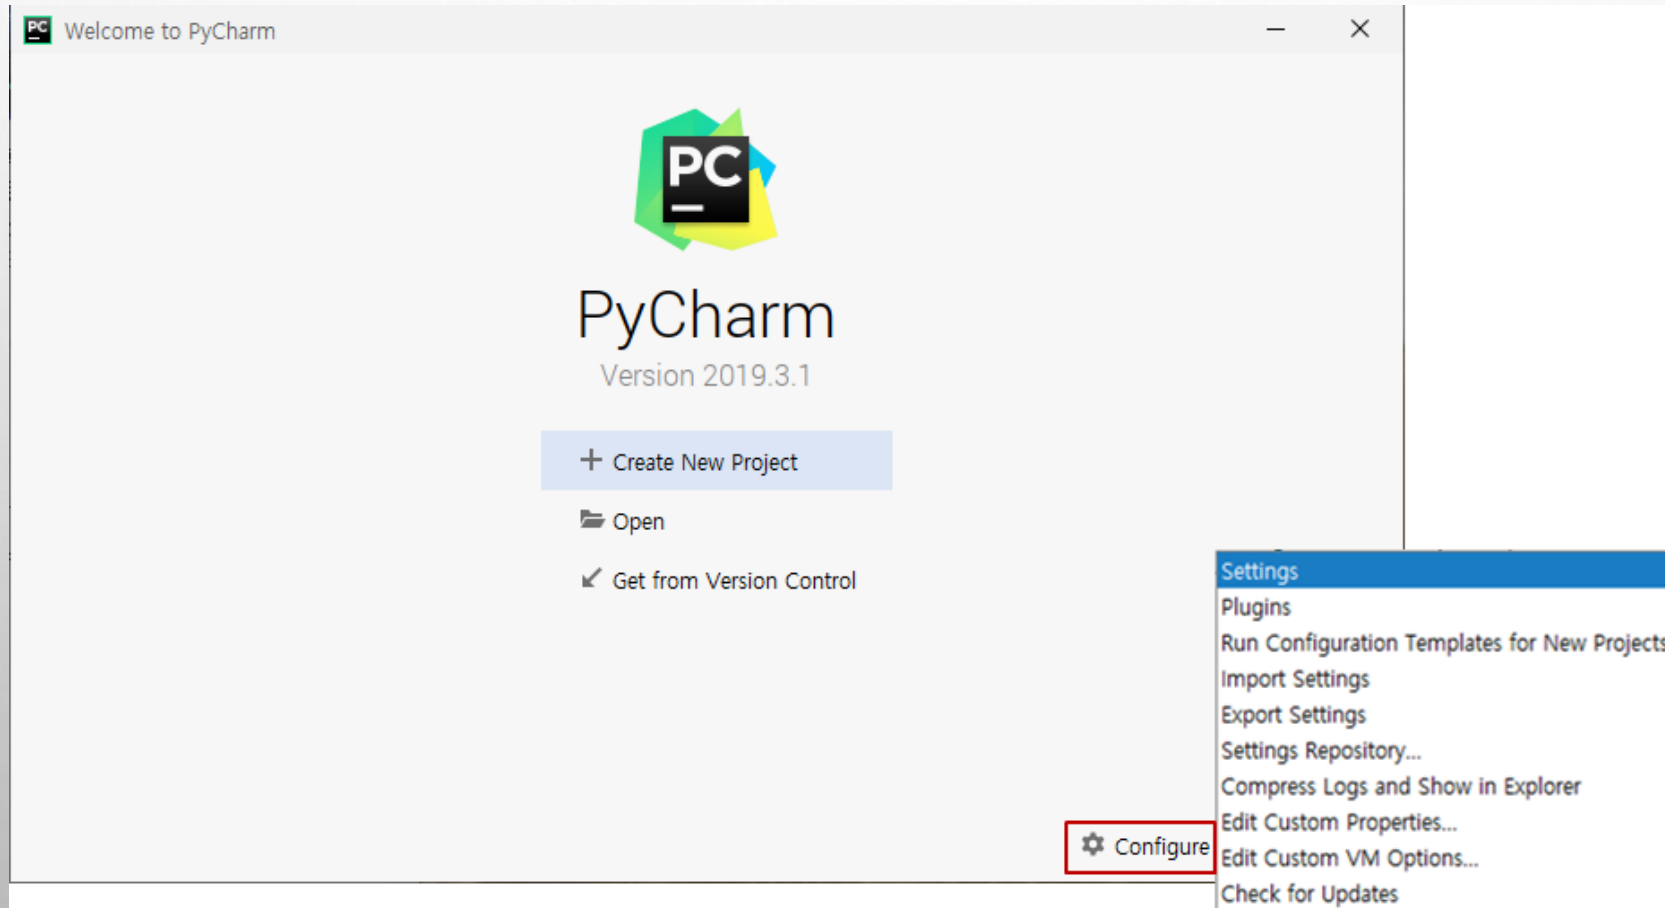 PC
Welcome to PyCharm
PC
PyCharm
Version 2019.3.1
Create New Project
Open
Get from Version Control
Configure
Settings
Plugins
Run Configuration Templates for New Projects
Import Settings
Export Settings
Settings Repository...
Compress Logs and Show in Explorer
Edit Custom Properties...
Edit Custom VM Options...
Check for Updates